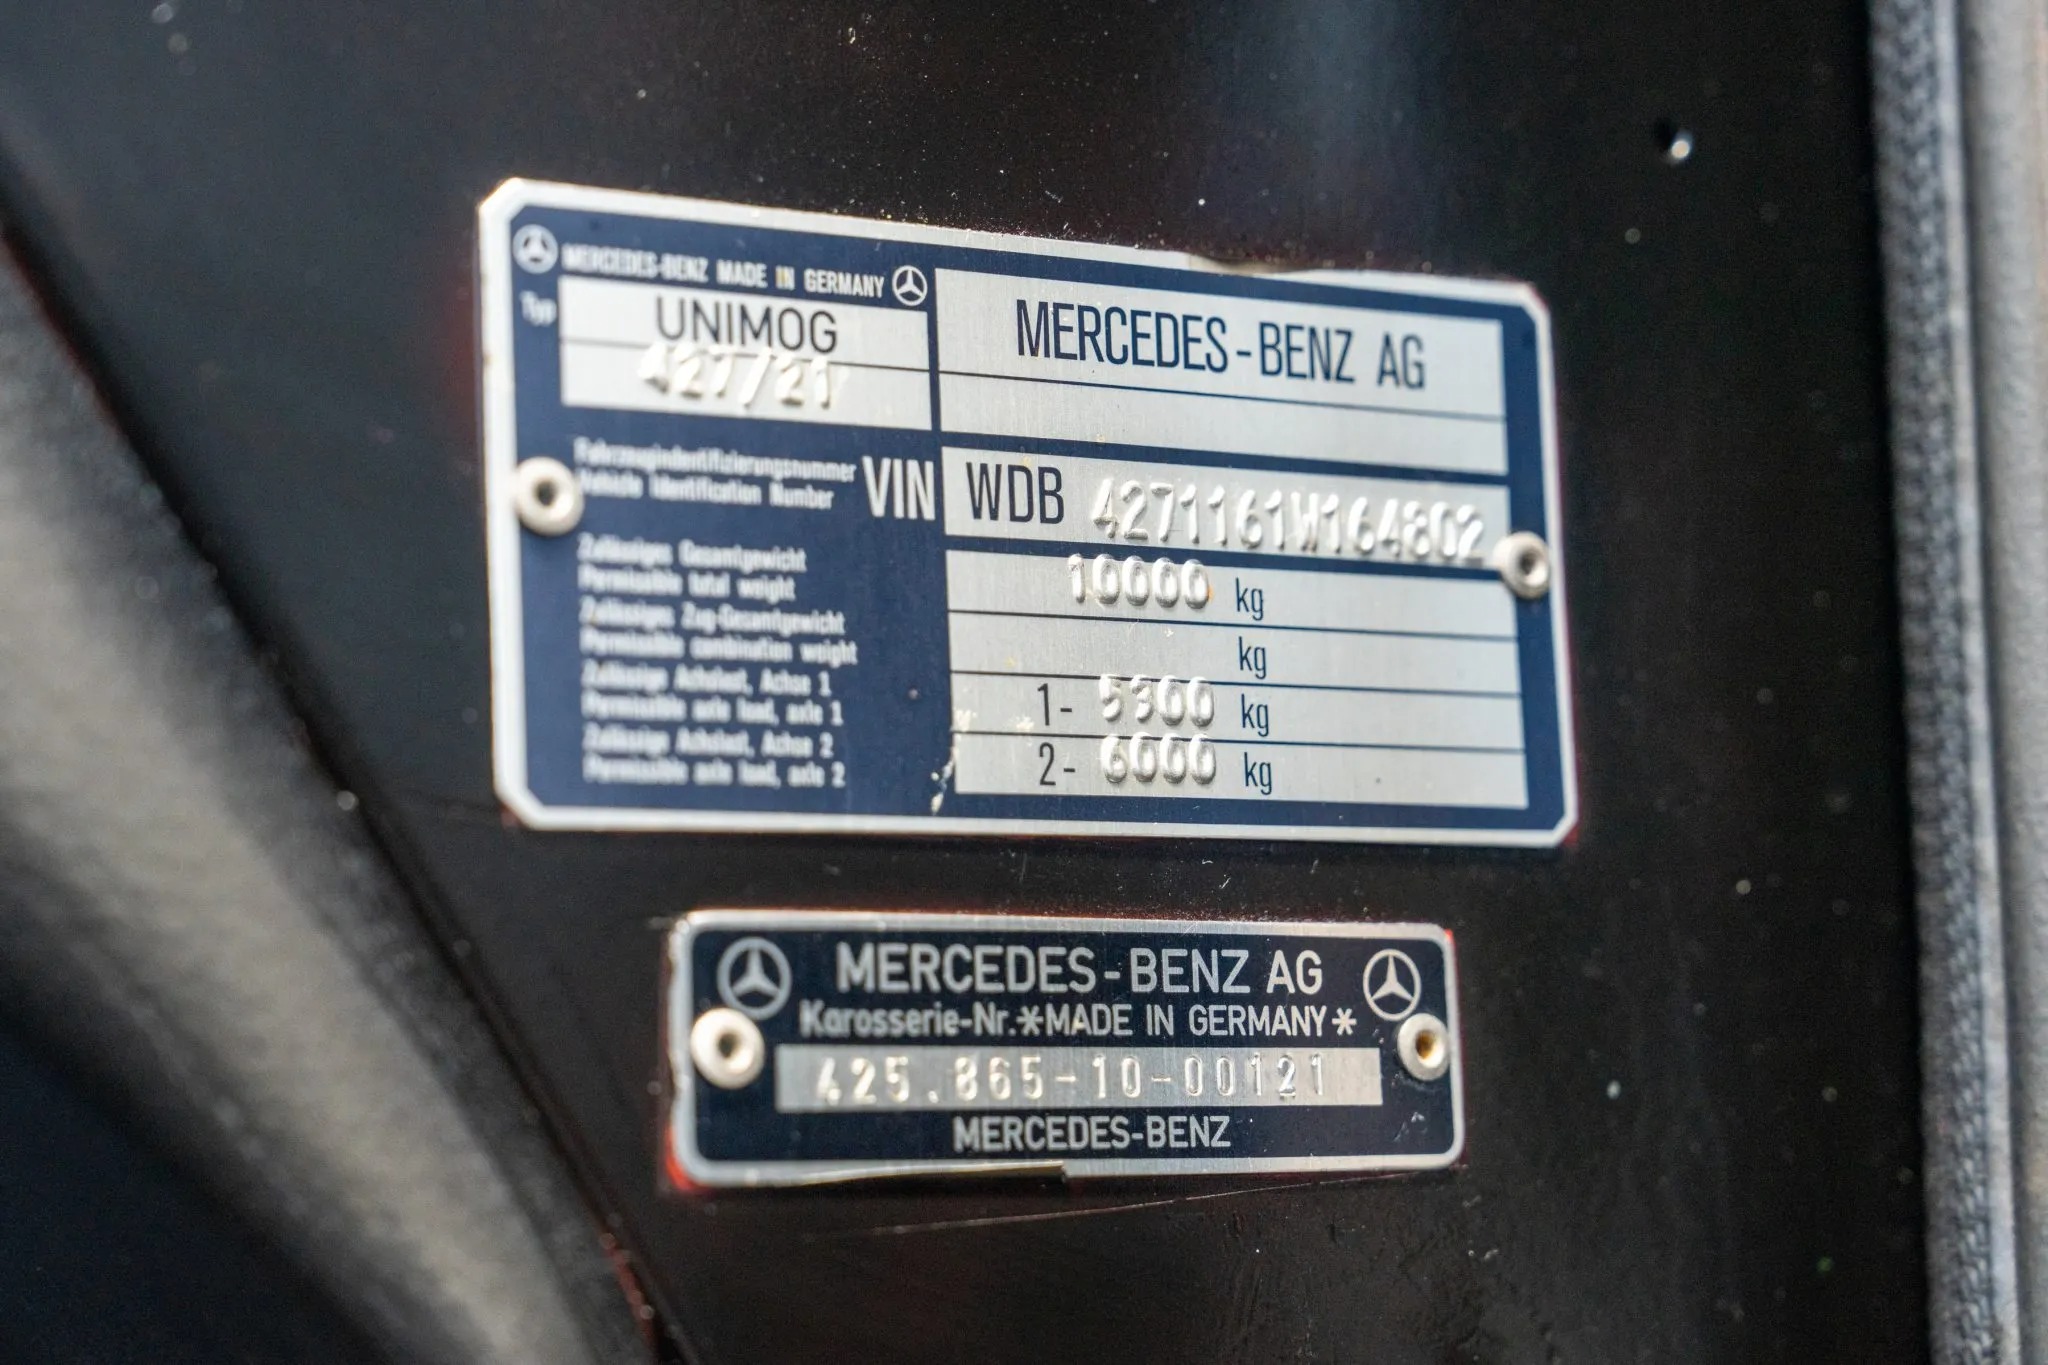 MERCEDES-BENZ MADE IN GERMANY
Typ UNIMOG
427/21
MERCEDES-BENZ AG
Fahrzeugidentifizierungsnummer
Vehicle Identification Number
VIN WDB 4271161W164802
Zulässiges Gesamtgewicht
Permissible total weight
10000 kg
Zulässiges Zug-Gesamtgewicht
Permissible combination weight
kg
Zulässige Achslast, Achse 1
Permissible axle load, axle 1
1- 5300 kg
Zulässige Achslast, Achse 2
Permissible axle load, axle 2
2- 6000 kg
MERCEDES-BENZ AG
Karosserie-Nr.*MADE IN GERMANY*
425.865-10-00121
MERCEDES-BENZ